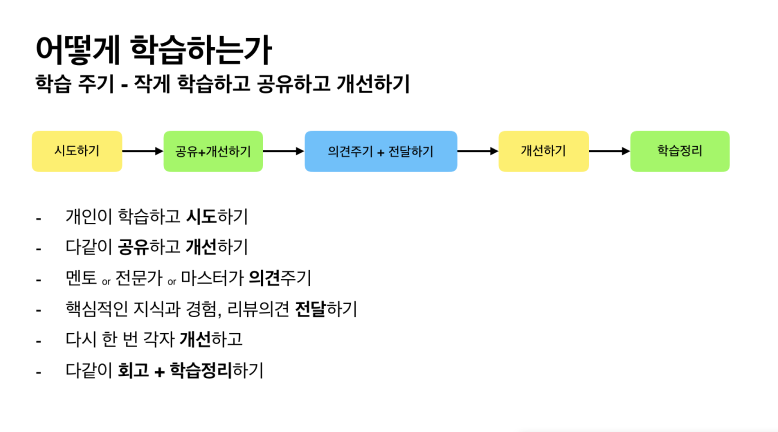 어떻게 학습하는가
학습 주기 - 작게 학습하고 공유하고 개선하기
시도하기
공유+개선하기
의견주기 + 전달하기
개선하기
학습정리
- 개인이 학습하고 시도하기
- 다같이 공유하고 개선하기
- 멘토 or 전문가 or 마스터가 의견주기
- 핵심적인 지식과 경험, 리뷰의견 전달하기
- 다시 한 번 각자 개선하고
- 다같이 회고 + 학습정리하기